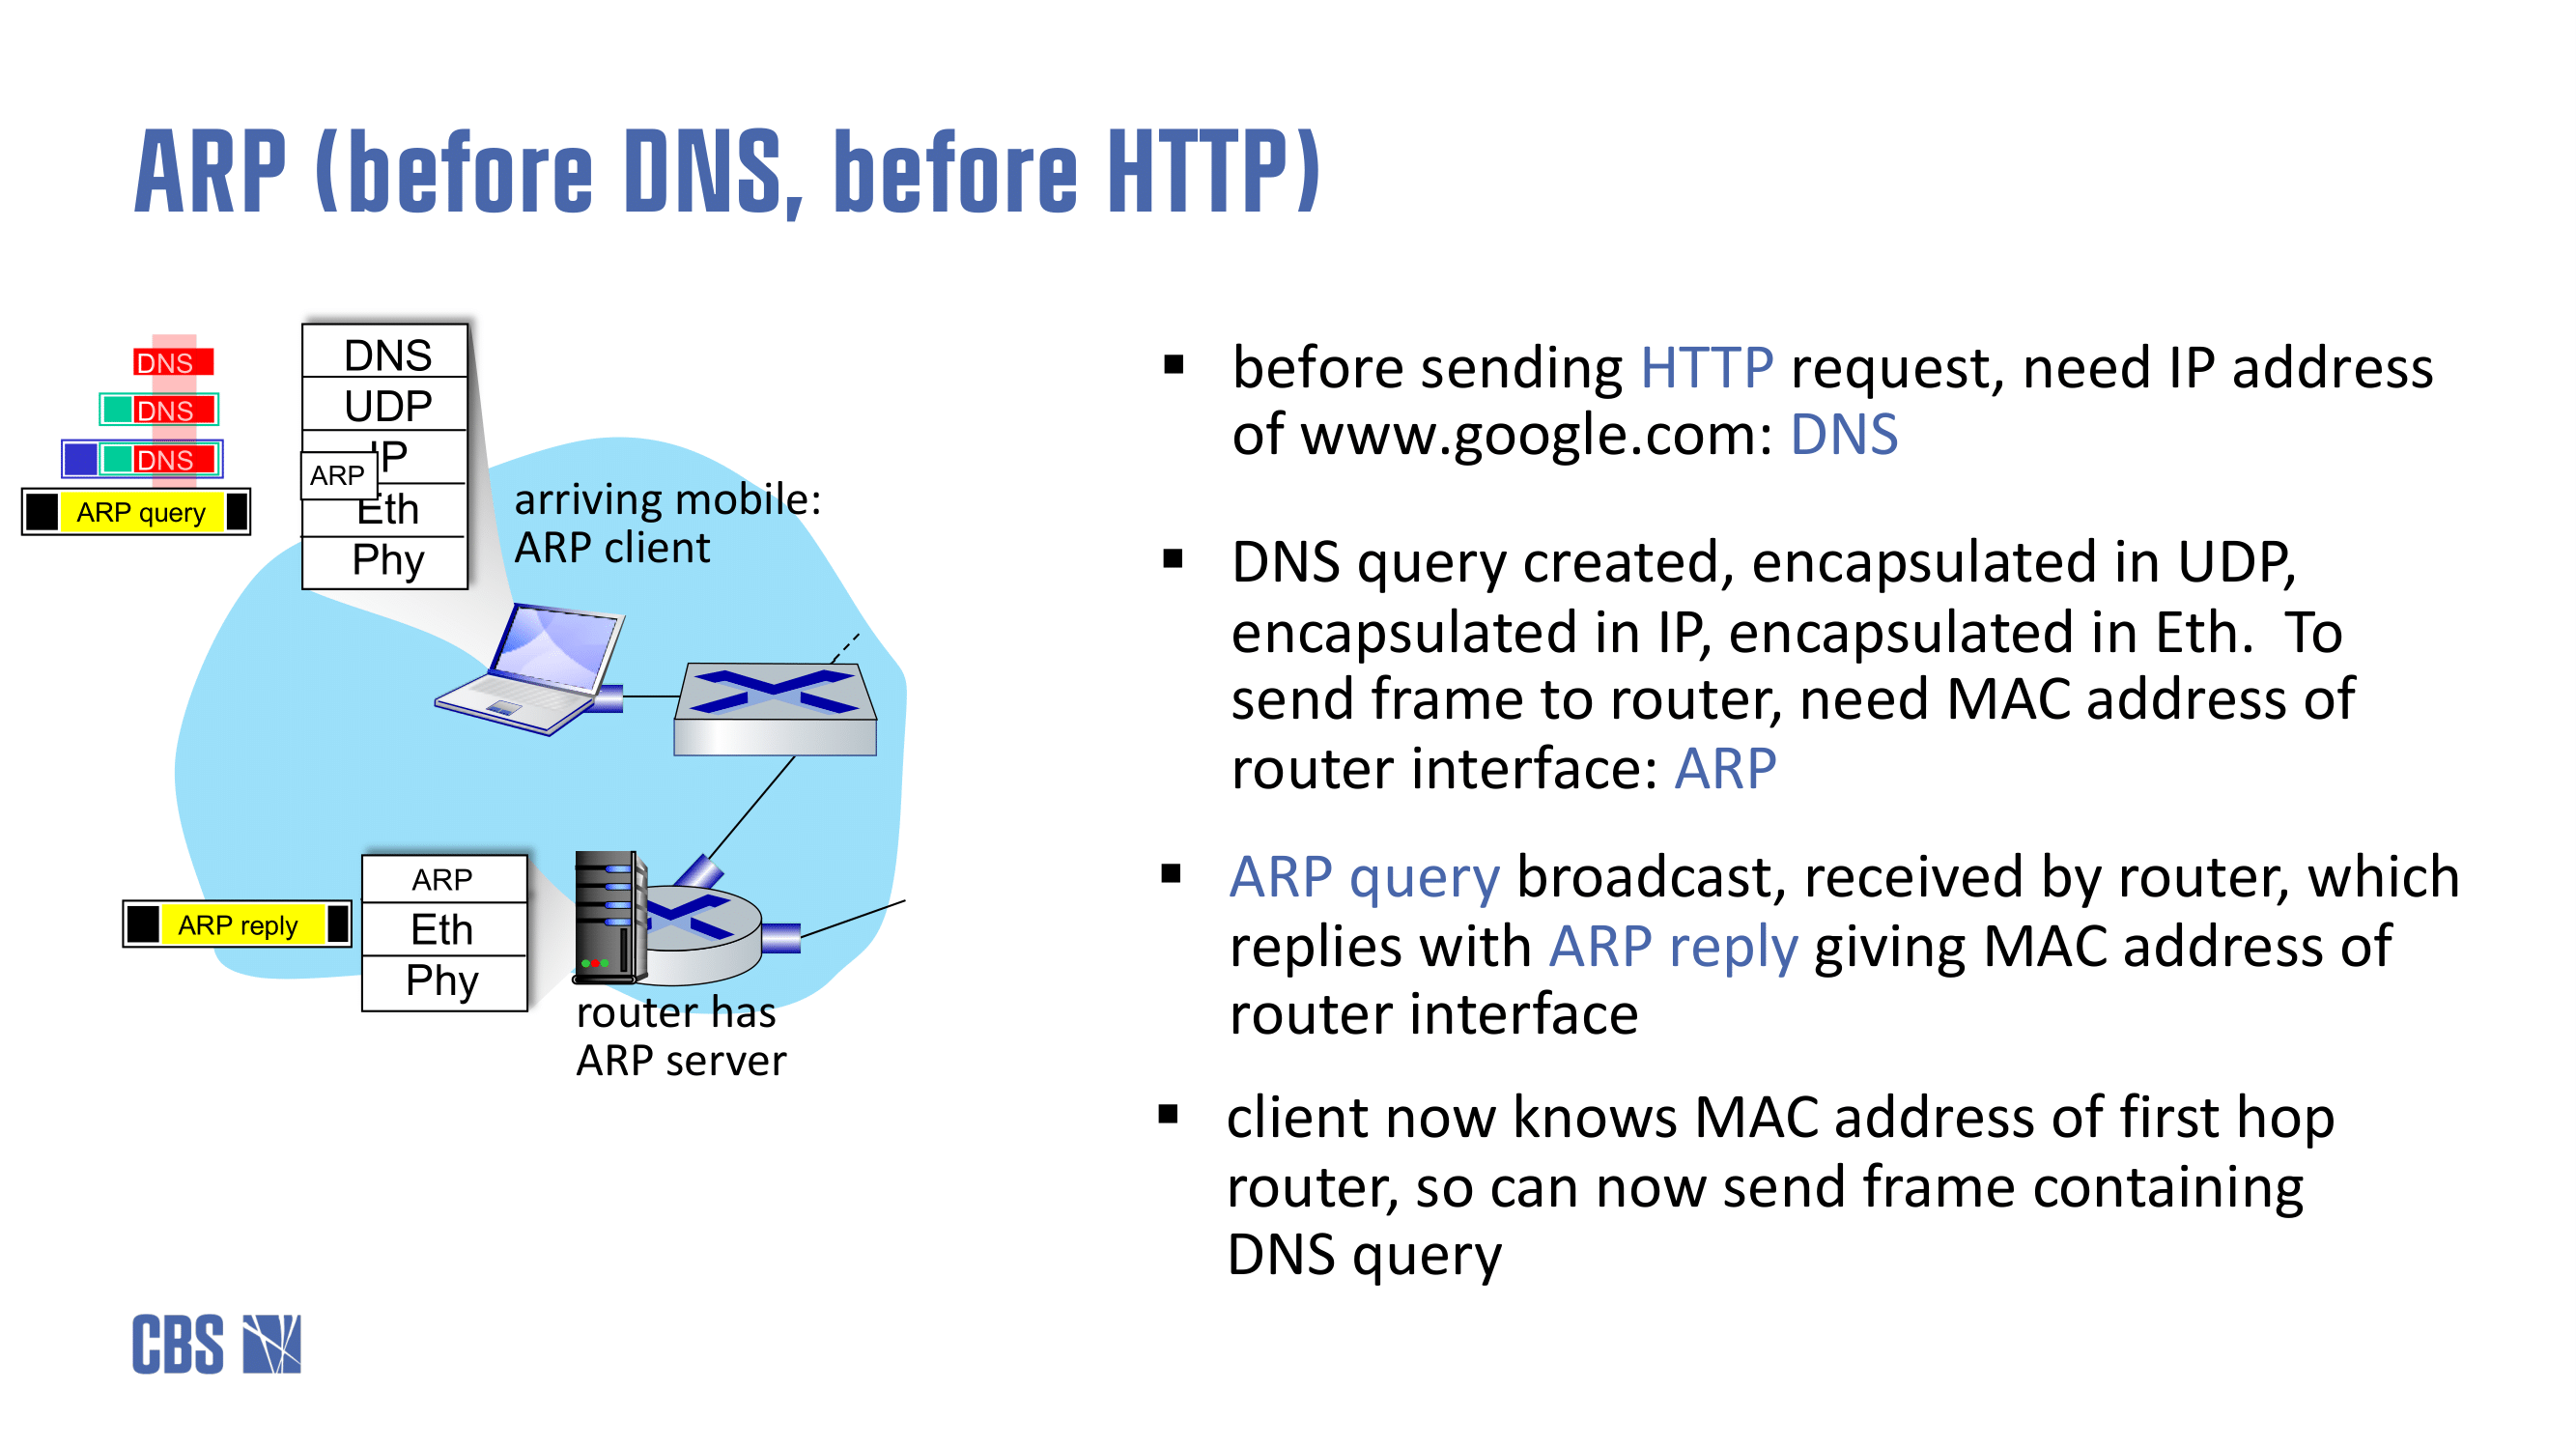 ARP (before DNS, before HTTP)
DNS
DNS
DNS
ARP query
DNS
UDP
IP
ARP
Eth
Phy
arriving mobile:
ARP client
ARP reply
ARP
Eth
Phy
router has
ARP server
▪ before sending HTTP request, need IP address
of www.google.com: DNS
▪ DNS query created, encapsulated in UDP,
encapsulated in IP, encapsulated in Eth. To
send frame to router, need MAC address of
router interface: ARP
▪ ARP query broadcast, received by router, which
replies with ARP reply giving MAC address of
router interface
▪ client now knows MAC address of first hop
router, so can now send frame containing
DNS query
CBS